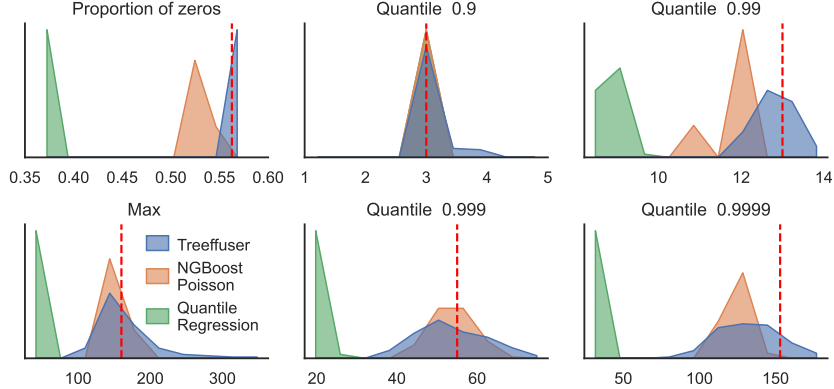 Proportion of zeros
Quantile 0.9
Quantile 0.99
0.35 0.40 0.45 0.50 0.55 0.60
1 2 3 4 5
10 12 14
Max
Quantile 0.999
Quantile 0.9999
Treeffuser
NGBoost
Poisson
Quantile
Regression
100 200 300
20 40 60
50 100 150